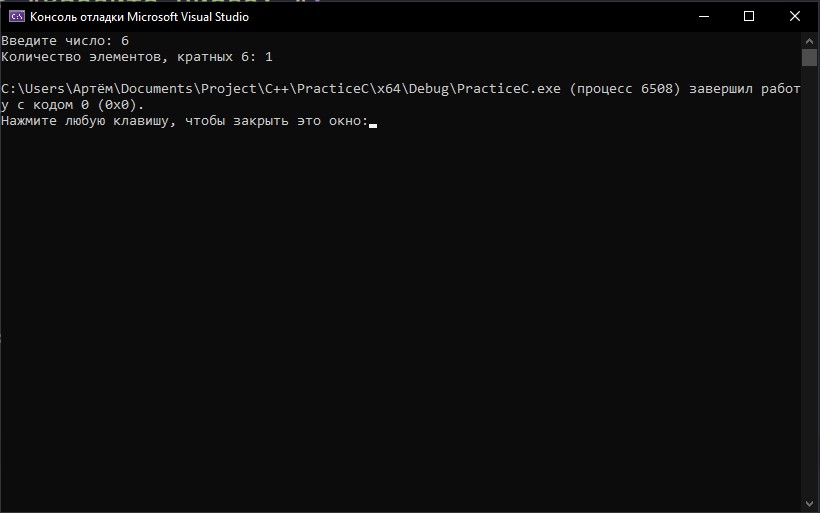 Консоль отладки Microsoft Visual Studio
Введите число: 6
Количество элементов, кратных 6: 1
C:\Users\Артём\Documents\Project\C++\PracticeC\x64\Debug\PracticeC.exe (процесс 6508) завершил работ
у с кодом 0 (0x0).
Нажмите любую клавишу, чтобы закрыть это окно: